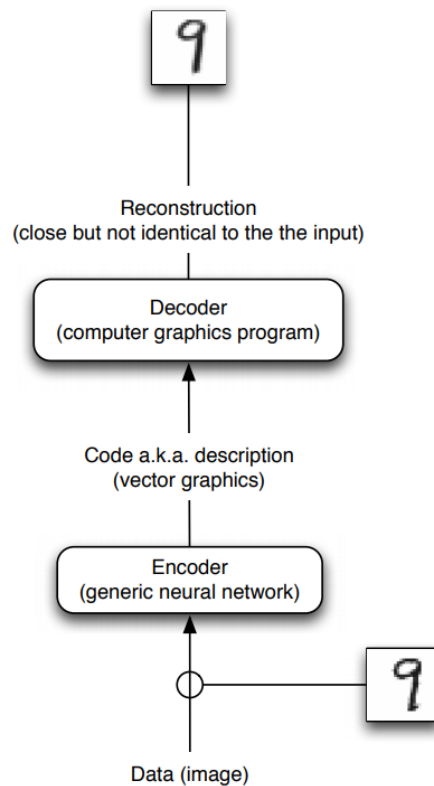 9
Reconstruction
(close but not identical to the the input)
Decoder
(computer graphics program)
Code a.k.a. description
(vector graphics)
Encoder
(generic neural network)
9
Data (image)